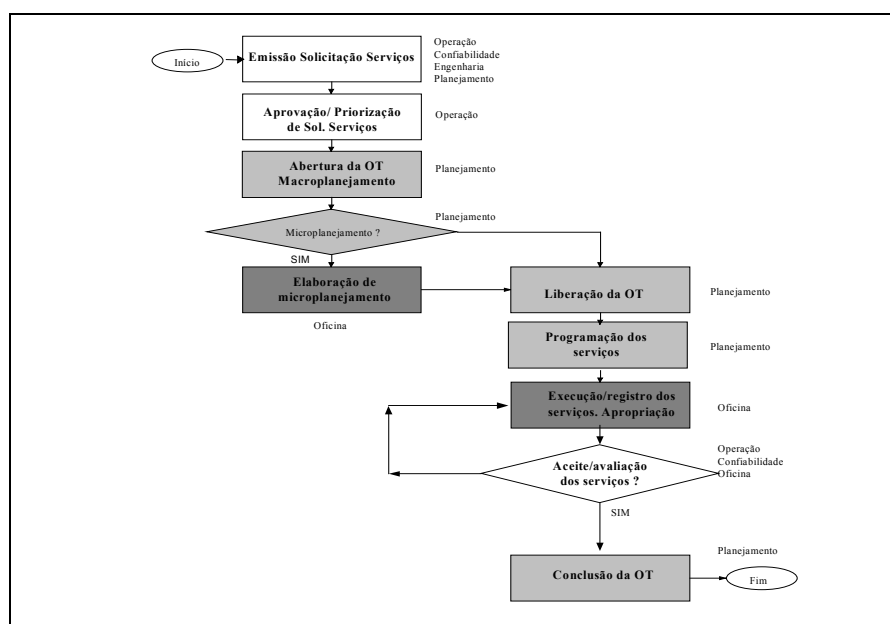 Início
Emissão Solicitação Serviços
Operação
Confiabilidade
Engenharia
Planejamento
Aprovação/ Priorização
de Sol. Serviços
Operação
Abertura da OT
Macroplanejamento
Planejamento
Planejamento
Microplanejamento ?
SIM
Elaboração de
microplanejamento
Oficina
Liberação da OT
Planejamento
Programação dos
serviços
Planejamento
Execução/registro dos
serviços. Apropriação
Oficina
Aceite/avaliação
dos serviços ?
Operação
Confiabilidade
Oficina
SIM
Conclusão da OT
Planejamento
Fim